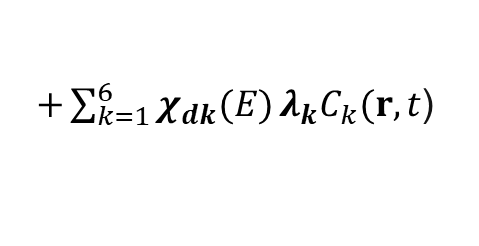 + ∑_{k=1}^{6} 𝝌_{𝒅𝒌}(E) 𝝀_𝒌 C_k(𝐫, t)